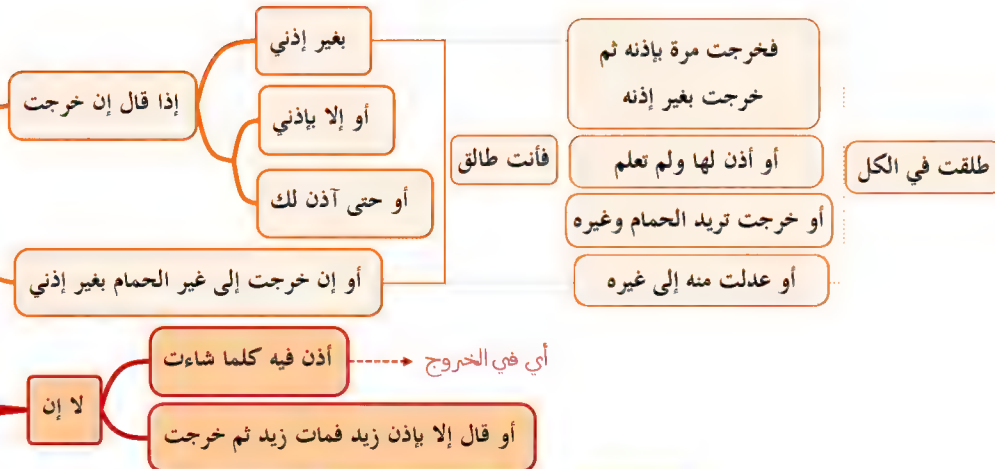 إذا قال إن خرجت
بغير إذني
أو إلا بإذني
أو حتى آذن لك
أو إن خرجت إلى غير الحمام بغير إذني
فأنت طالق
فخرجت مرة بإذنه ثم
خرجت بغير إذنه
أو أذن لها ولم تعلم
أو خرجت تريد الحمام وغيره
أو عدلت منه إلى غيره
طلقت في الكل
لا إن
أذن فيه كلما شاءت
أي في الخروج
أو قال إلا بإذن زيد فمات زيد ثم خرجت